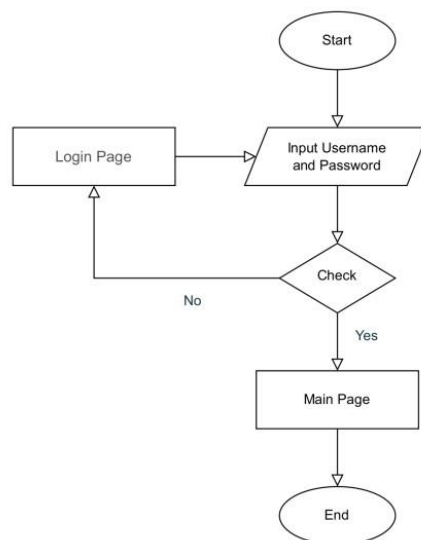 Start
Login Page
Input Username
and Password
Check
No
Yes
Main Page
End